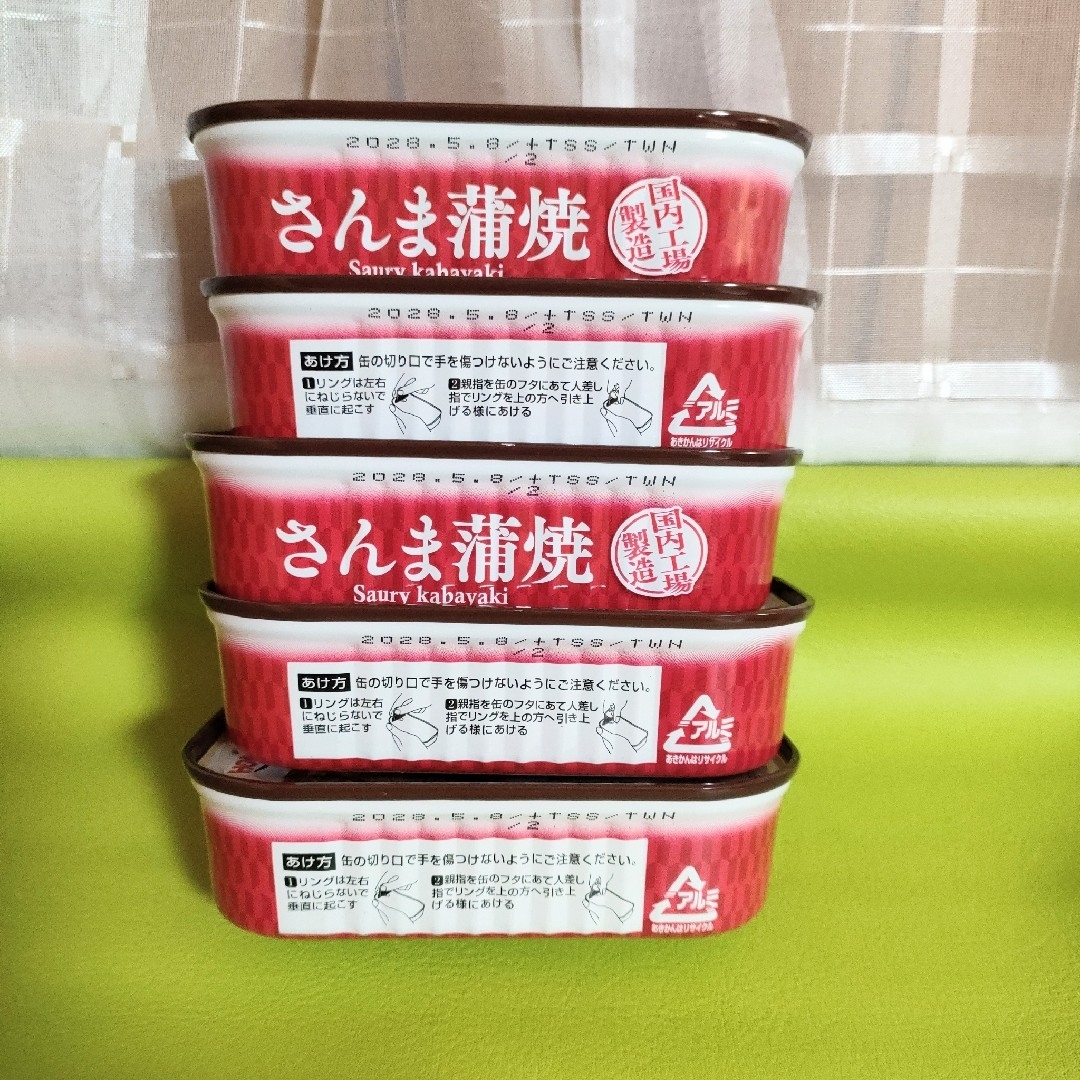 2028.5.8/+TSS/TWN
/2
さんま蒲焼
国内工場
製造
Saury kabayaki
2028.5.8/+TSS/TWN
/2
あけ方 缶の切り口で手を傷つけないようにご注意ください。
1リングは左右
にねじらないで
垂直に起こす
2親指を缶のフタにあて人差し
指でリングを上の方へ引き上
げる様にあける
アルミ
あきかんはリサイクル
2028.5.8/+TSS/TWN
/2
さんま蒲焼
国内工場
製造
Saury kabayaki
2028.5.8/+TSS/TWN
/2
あけ方 缶の切り口で手を傷つけないようにご注意ください。
1リングは左右
にねじらないで
垂直に起こす
2親指を缶のフタにあて人差し
指でリングを上の方へ引き上
げる様にあける
アルミ
あきかんはリサイクル
2028.5.8/+TSS/TWN
/2
あけ方 缶の切り口で手を傷つけないようにご注意ください。
1リングは左右
にねじらないで
垂直に起こす
2親指を缶のフタにあて人差し
指でリングを上の方へ引き上
げる様にあける
アルミ
あきかんはリサイクル